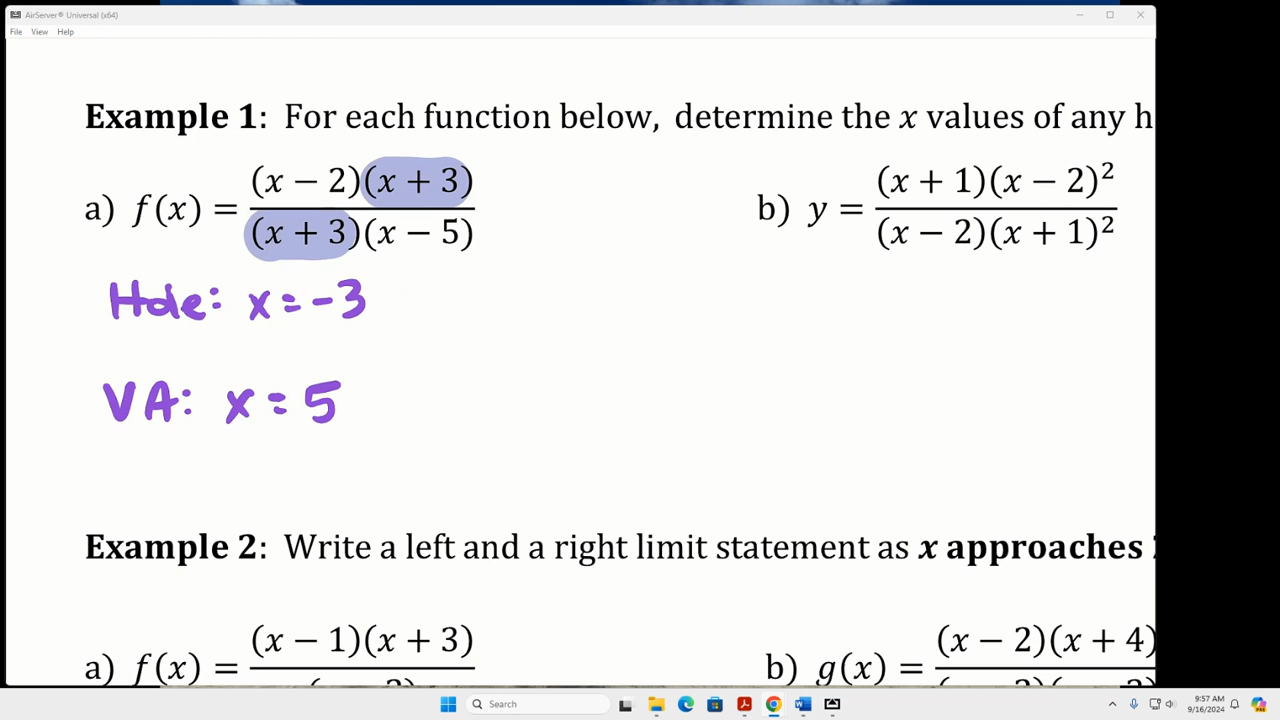 AirServer® Universal (x64)
File View Help
Example 1: For each function below, determine the x values of any h
a) f(x) = (x − 2)(x + 3) / (x + 3)(x − 5)
b) y = (x + 1)(x − 2)² / (x − 2)(x + 1)²
Hole: x = -3
VA: x = 5
Example 2: Write a left and a right limit statement as x approaches
a) f(x) = (x − 1)(x + 3)
b) g(x) = (x − 2)(x + 4)
Search
9:57 AM
9/16/2024